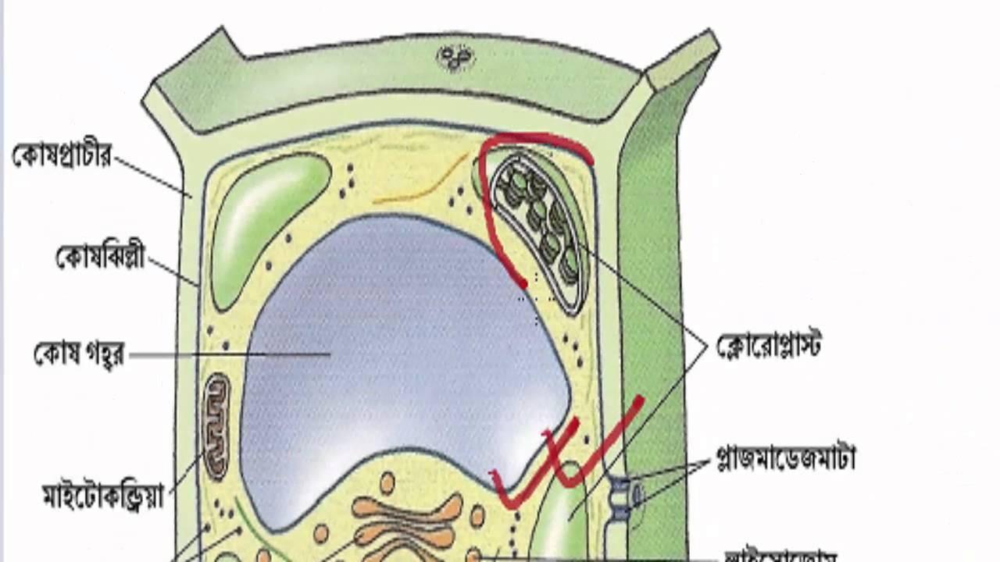 কোষপ্রাচীর
কোষঝিল্লী
কোষ গহ্বর
ক্লোরোপ্লাস্ট
প্লাজমাডেজমাটা
মাইটোকন্ড্রিয়া